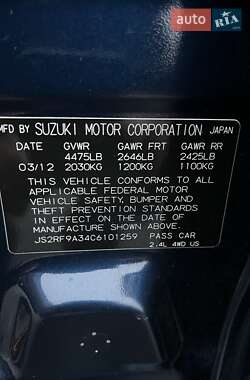 auto.RIA
MFD BY SUZUKI MOTOR CORPORATION JAPAN
DATE GVWR GAWR FRT GAWR RR
4475LB 2646LB 2425LB
03/12 2030KG 1200KG 1100KG
THIS VEHICLE CONFORMS TO ALL
APPLICABLE FEDERAL MOTOR
VEHICLE SAFETY, BUMPER AND
THEFT PREVENTION STANDARDS
IN EFFECT ON THE DATE OF
MANUFACTURE SHOWN ABOVE.
JS2RF9A34C6101259 PASS CAR
2.4L 4WD US